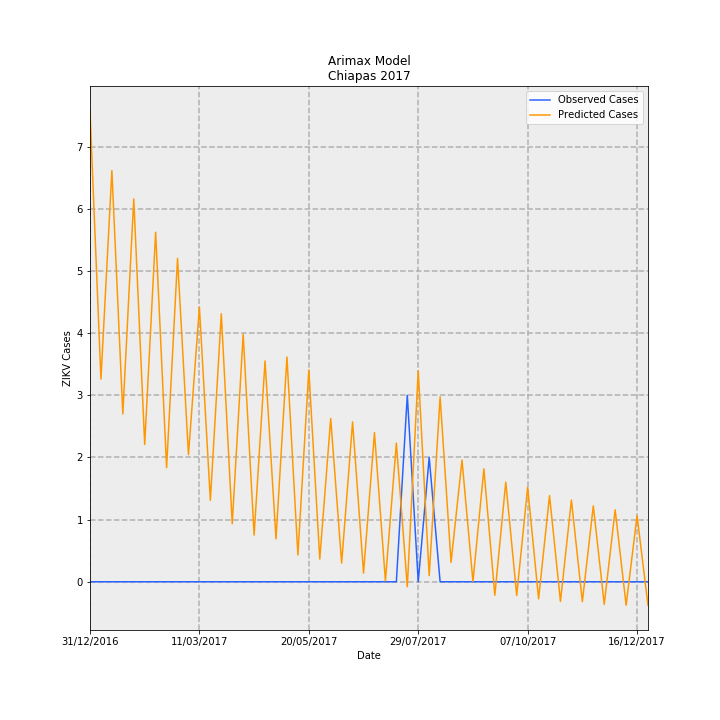 Arimax Model
Chiapas 2017
Observed Cases
Predicted Cases
ZIKV Cases
7
6
5
4
3
2
1
0
31/12/2016
11/03/2017
20/05/2017
29/07/2017
07/10/2017
16/12/2017
Date